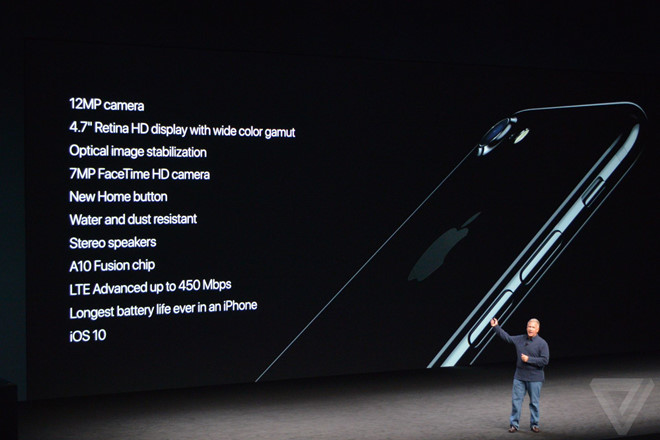 12MP camera
4.7" Retina HD display with wide color gamut
Optical image stabilization
7MP FaceTime HD camera
New Home button
Water and dust resistant
Stereo speakers
A10 Fusion chip
LTE Advanced up to 450 Mbps
Longest battery life ever in an iPhone
iOS 10